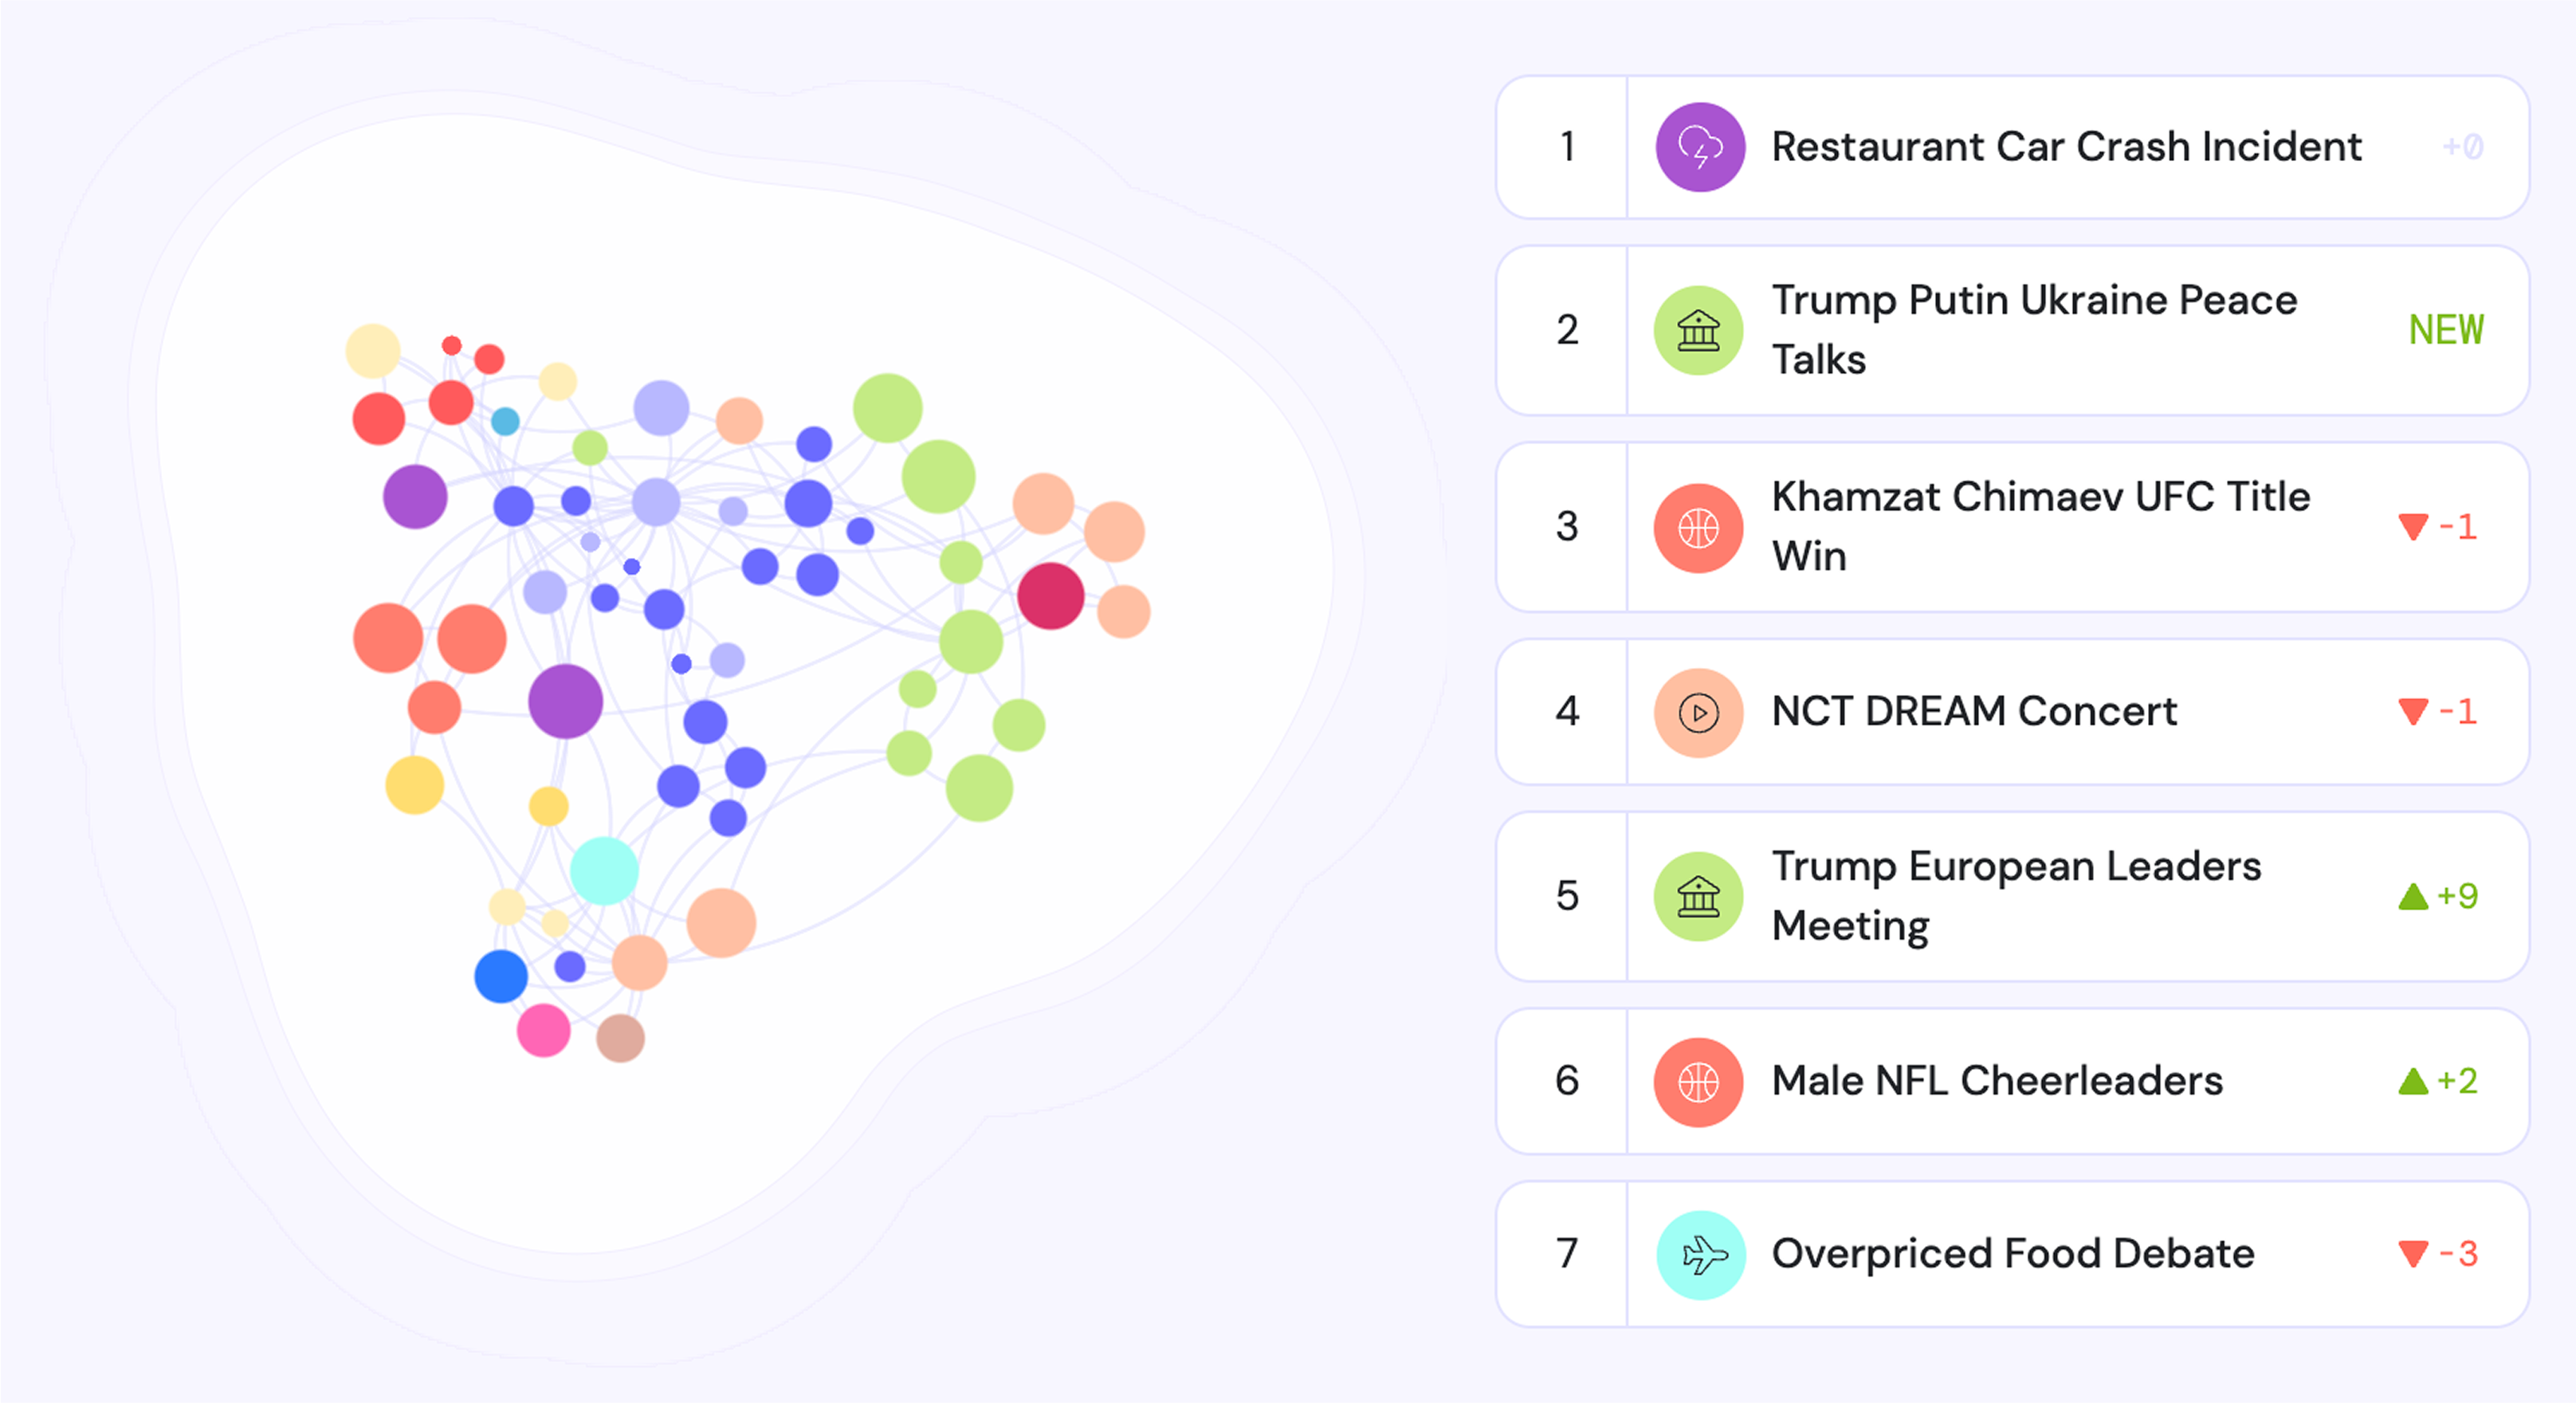 1
Restaurant Car Crash Incident
+0
2
Trump Putin Ukraine Peace
Talks
NEW
3
Khamzat Chimaev UFC Title
Win
-1
4
NCT DREAM Concert
-1
5
Trump European Leaders
Meeting
+9
6
Male NFL Cheerleaders
+2
7
Overpriced Food Debate
-3